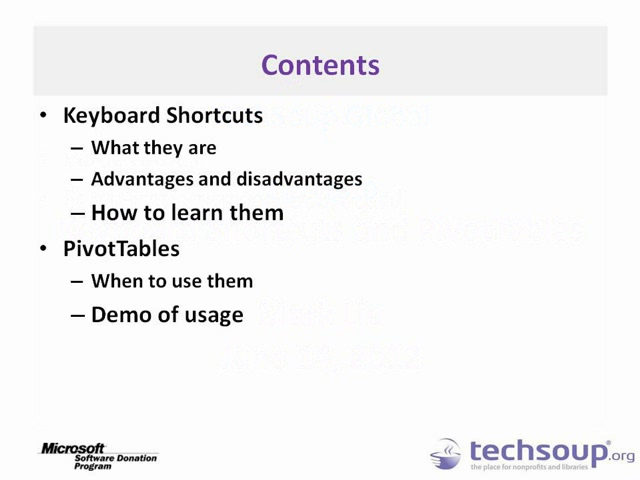 Contents
• Keyboard Shortcuts
– What they are
– Advantages and disadvantages
– How to learn them
• PivotTables
– When to use them
– Demo of usage
Microsoft
Software Donation
Program
techsoup®.org
the place for nonprofits and libraries